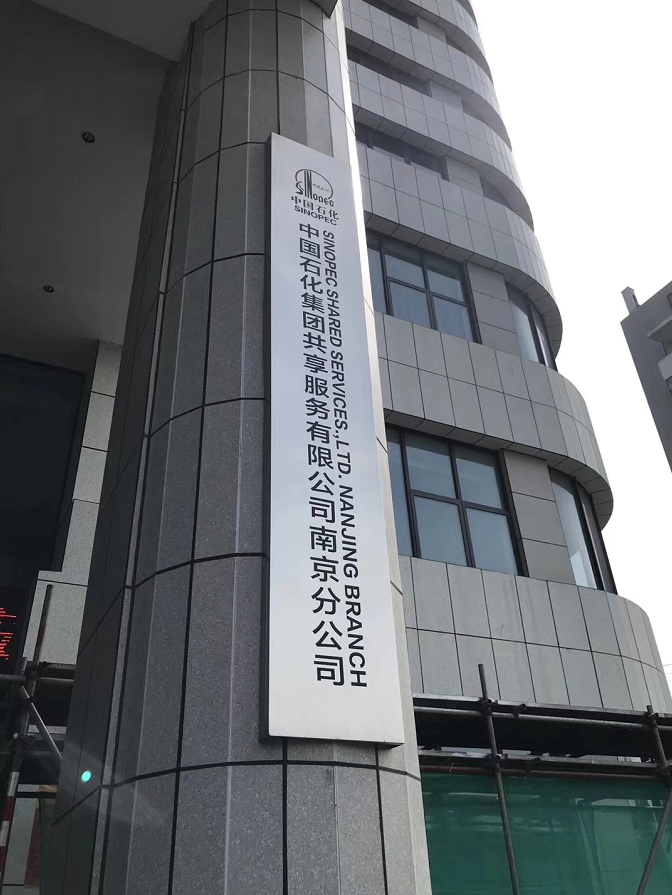 SINOPEC
中国石化
SINOPEC
中国石化集团共享服务有限公司南京分公司
SINOPEC SHARED SERVICES.,LTD. NANJING BRANCH